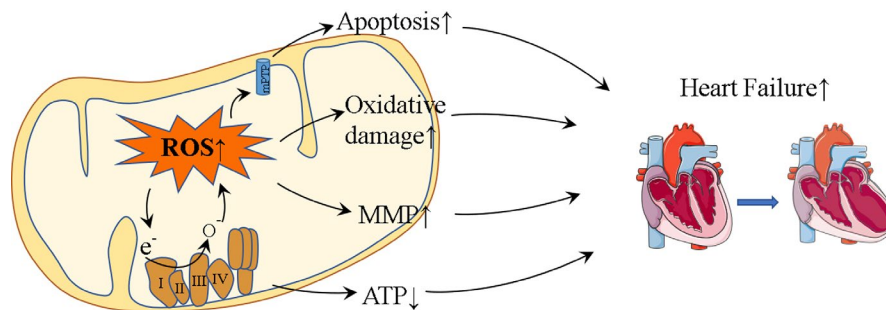 Apoptosis↑
mPTP
Heart Failure↑
Oxidative
damage↑
ROS↑
MMP↑
O⁻
e⁻
I II III IV
ATP↓